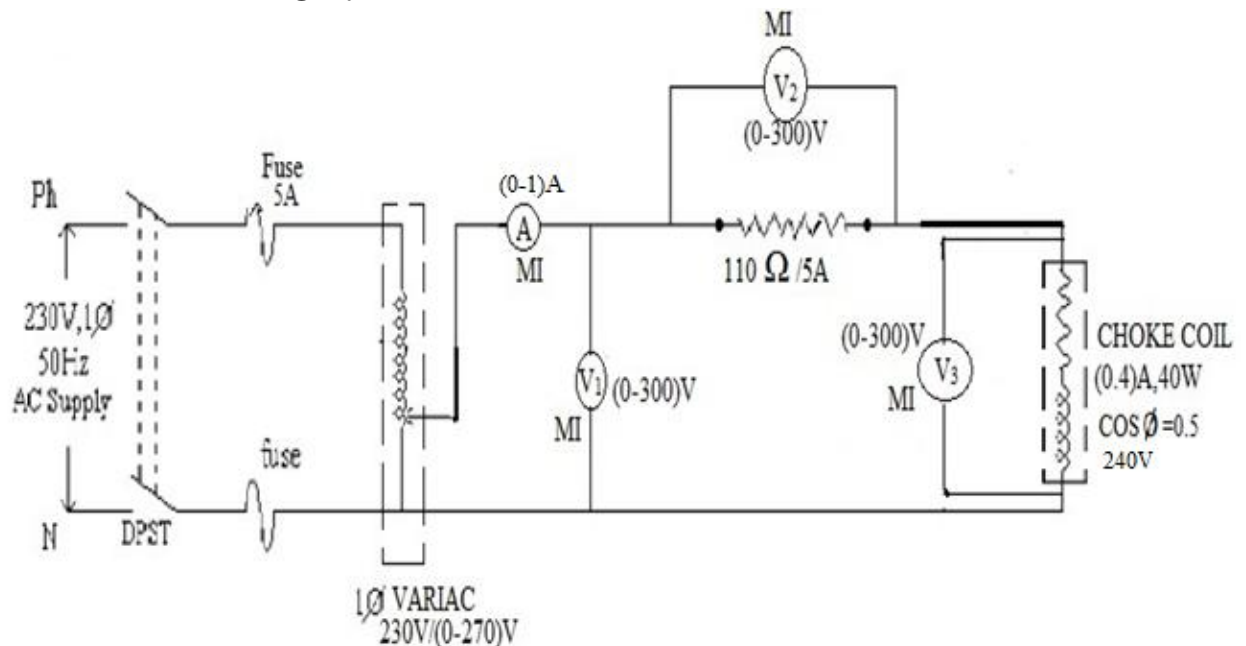 MI
V2
(0-300)V
Fuse
5A
(0-1)A
Ph
A
MI
110 Ω /5A
230V,1Ø
50Hz
AC Supply
(0-300)V
V3
MI
CHOKE COIL
(0.4)A,40W
COS Ø =0.5
240V
V1
(0-300)V
MI
fuse
N
DPST
1Ø VARIAC
230V/(0-270)V